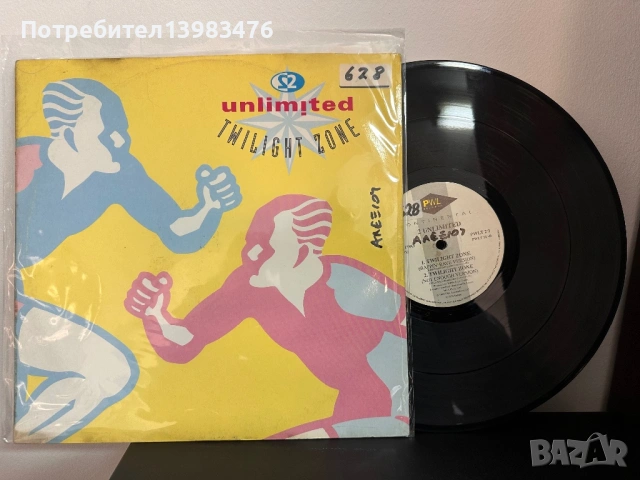 Потребител13983476
2
unlimited
TWILIGHT ZONE
628
ΑΛΕΞΙΟΥ
628
PWL
CONTINENTAL
2 UNLIMITED
ΑΛΕΞΙΟΥ
1. TWILIGHT ZONE
2. TWILIGHT ZONE
BAZAR